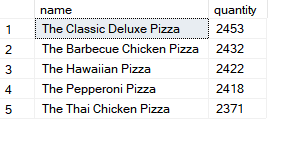 name quantity
1 The Classic Deluxe Pizza 2453
2 The Barbecue Chicken Pizza 2432
3 The Hawaiian Pizza 2422
4 The Pepperoni Pizza 2418
5 The Thai Chicken Pizza 2371